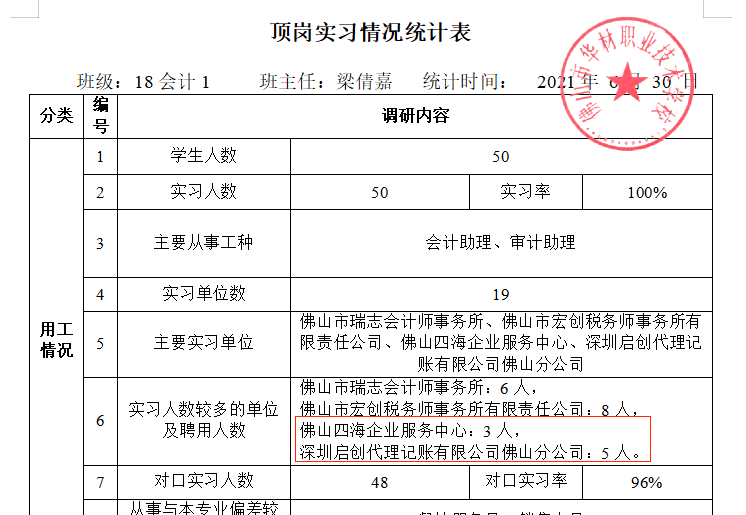 顶岗实习情况统计表
佛山市华材职业技术学校
班级：18 会计 1 班主任：梁倩嘉 统计时间： 2021 年 6 月 30 日
分类 编号 调研内容
用工情况
1 学生人数 50
2 实习人数 50 实习率 100%
3 主要从事工种 会计助理、审计助理
4 实习单位数 19
5 主要实习单位
佛山市瑞志会计师事务所、佛山市宏创税务师事务所有
限责任公司、佛山四海企业服务中心、深圳启创代理记
账有限公司佛山分公司
6 实习人数较多的单位
及聘用人数
佛山市瑞志会计师事务所：6 人，
佛山市宏创税务师事务所有限责任公司：8 人，
佛山四海企业服务中心：3 人，
深圳启创代理记账有限公司佛山分公司：5 人。
7 对口实习人数 48 对口实习率 96%
从事与本专业偏差较